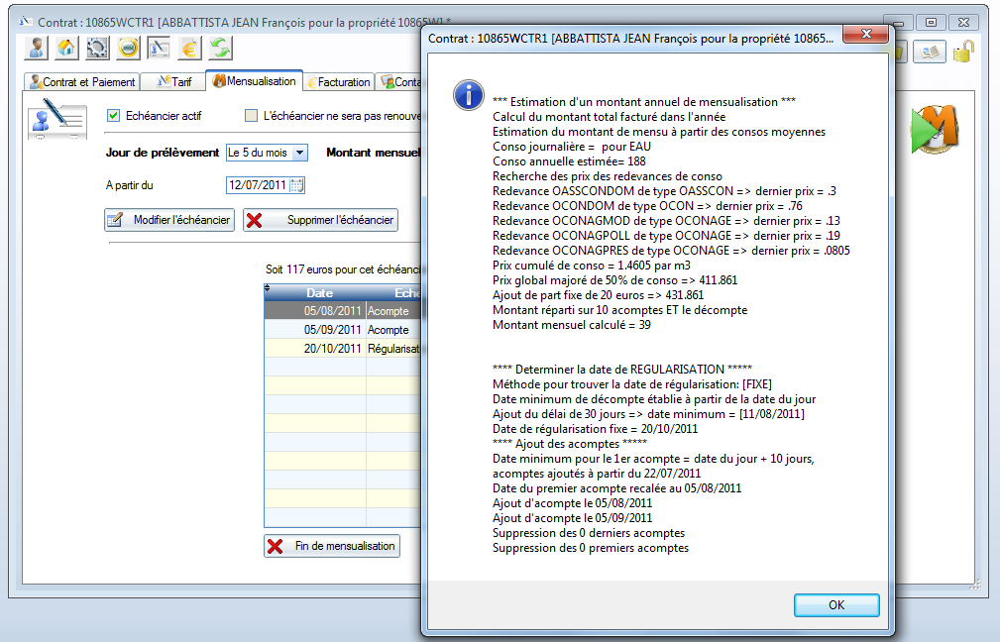 Contrat : 10865WCTR1 [ABBATTISTA JEAN François pour la propriété 10865W] *
Contrat et Paiement
Tarif
Mensualisation
Facturation
Conta
Echéancier actif
L'échéancier ne sera pas renouve
Jour de prélèvement
Le 5 du mois
Montant mensuel
A partir du
12/07/2011
Modifier l'échéancier
Supprimer l'échéancier
Soit 117 euros pour cet échéanci
Date
Eche
05/08/2011 Acompte
05/09/2011 Acompte
20/10/2011 Régularisat
Fin de mensualisation
Contrat : 10865WCTR1 [ABBATTISTA JEAN François pour la propriété 10865...
*** Estimation d'un montant annuel de mensualisation ***
Calcul du montant total facturé dans l'année
Estimation du montant de mensu à partir des consos moyennes
Conso journalière =  pour EAU
Conso annuelle estimée= 188
Recherche des prix des redevances de conso
Redevance OASSCONDOM de type OASSCON => dernier prix = .3
Redevance OCONDOM de type OCON => dernier prix = .76
Redevance OCONAGMOD de type OCONAGE => dernier prix = .13
Redevance OCONAGPOLL de type OCONAGE => dernier prix = .19
Redevance OCONAGPRES de type OCONAGE => dernier prix = .0805
Prix cumulé de conso = 1.4605 par m3
Prix global majoré de 50% de conso => 411.861
Ajout de part fixe de 20 euros => 431.861
Montant réparti sur 10 acomptes ET le décompte
Montant mensuel calculé = 39
**** Determiner la date de REGULARISATION *****
Méthode pour trouver la date de régularisation: [FIXE]
Date minimum de décompte établie à partir de la date du jour
Ajout du délai de 30 jours => date minimum = [11/08/2011]
Date de régularisation fixe = 20/10/2011
**** Ajout des acomptes *****
Date minimum pour le 1er acompte = date du jour + 10 jours,
acomptes ajoutés à partir du 22/07/2011
Date du premier acompte recalée au 05/08/2011
Ajout d'acompte le 05/08/2011
Ajout d'acompte le 05/09/2011
Suppression des 0 derniers acomptes
Suppression des 0 premiers acomptes
OK